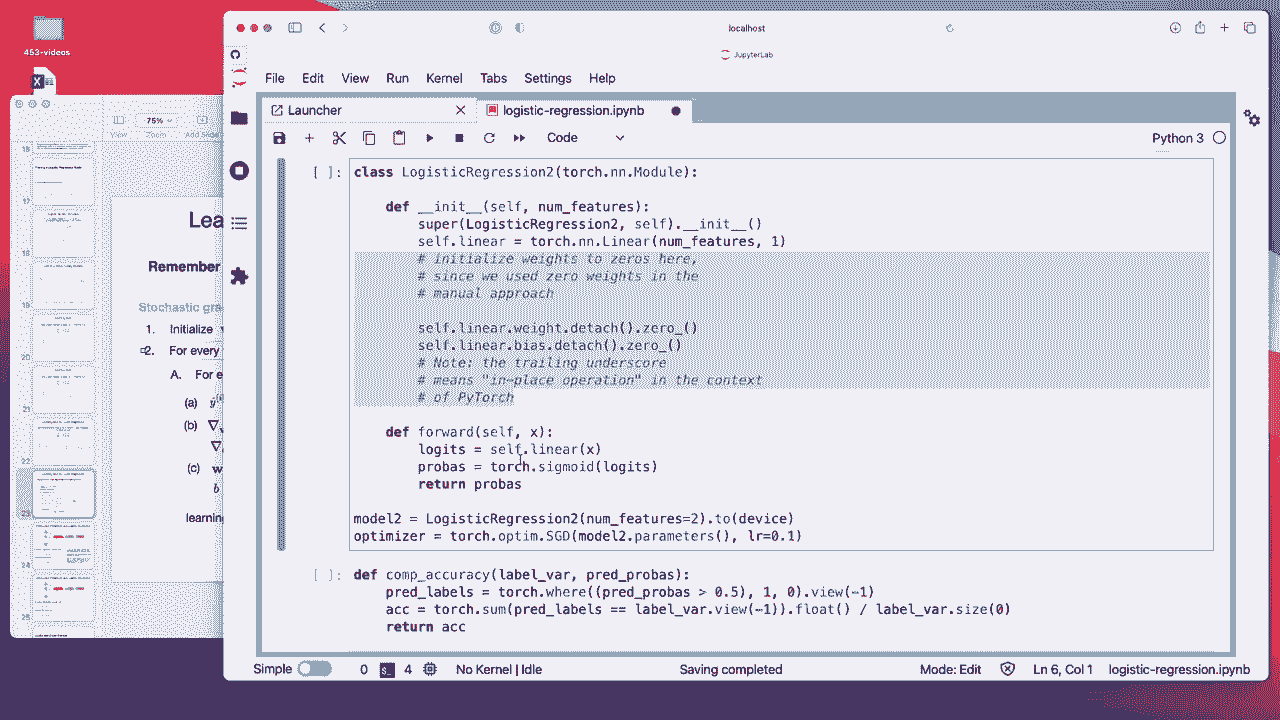 453-videos
localhost
JupyterLab
File Edit View Run Kernel Tabs Settings Help
Launcher
logistic-regression.ipynb
Code
Python 3
75%
View Zoom Add Slide
Lea
Remember
Stochastic gra
1. Initialize
2. For every
A. For e
(a)
(b)
(c) w
b
learning
16
17
18
19
20
21
22
23
24
25
[ ]: class LogisticRegression2(torch.nn.Module):
def __init__(self, num_features):
super(LogisticRegression2, self).__init__()
self.linear = torch.nn.Linear(num_features, 1)
# initialize weights to zeros here,
# since we used zero weights in the
# manual approach
self.linear.weight.detach().zero_()
self.linear.bias.detach().zero_()
# Note: the trailing underscore
# means "in-place operation" in the context
# of PyTorch
def forward(self, x):
logits = self.linear(x)
probas = torch.sigmoid(logits)
return probas
model2 = LogisticRegression2(num_features=2).to(device)
optimizer = torch.optim.SGD(model2.parameters(), lr=0.1)
[ ]: def comp_accuracy(label_var, pred_probas):
pred_labels = torch.where((pred_probas > 0.5), 1, 0).view(-1)
acc = torch.sum(pred_labels == label_var.view(-1)).float() / label_var.size(0)
return acc
Simple 0 4 No Kernel | Idle Saving completed Mode: Edit Ln 6, Col 1 logistic-regression.ipynb